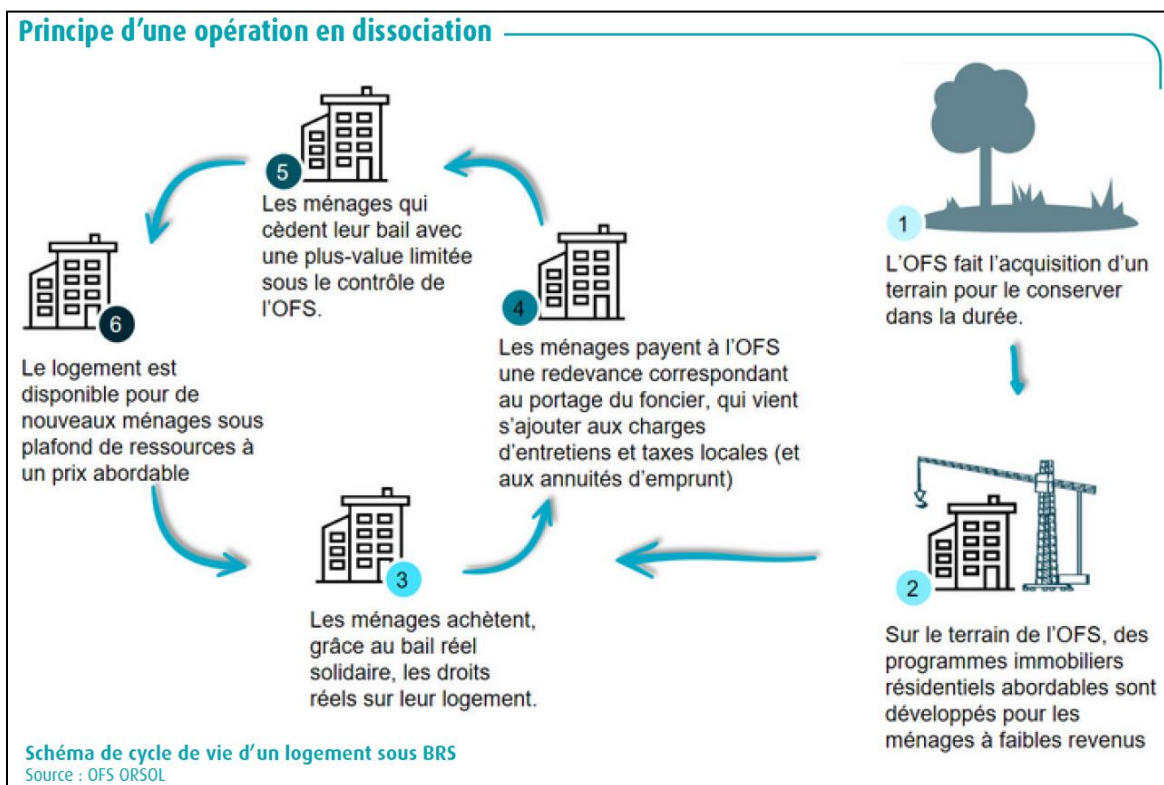 Principe d'une opération en dissociation
1
L'OFS fait l'acquisition d'un
terrain pour le conserver
dans la durée.
2
Sur le terrain de l'OFS, des
programmes immobiliers
résidentiels abordables sont
développés pour les
ménages à faibles revenus
3
Les ménages achètent,
grâce au bail réel
solidaire, les droits
réels sur leur logement.
4
Les ménages payent à l'OFS
une redevance correspondant
au portage du foncier, qui vient
s'ajouter aux charges
d'entretiens et taxes locales (et
aux annuités d'emprunt)
5
Les ménages qui
cèdent leur bail avec
une plus-value limitée
sous le contrôle de
l'OFS.
6
Le logement est
disponible pour de
nouveaux ménages sous
plafond de ressources à
un prix abordable
Schéma de cycle de vie d'un logement sous BRS
Source : OFS ORSOL